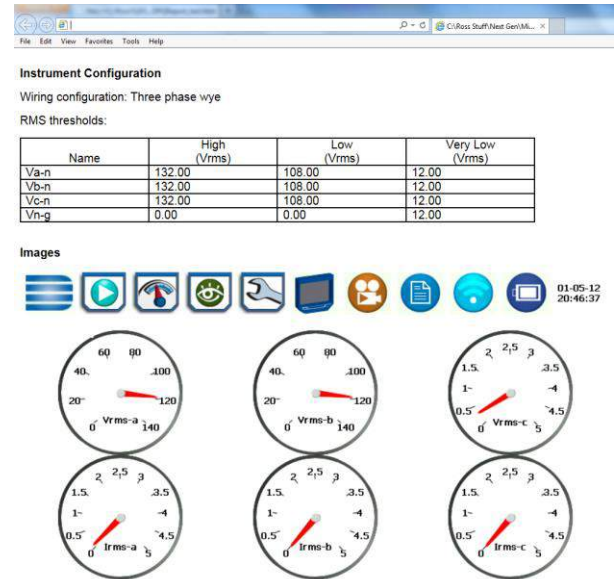 C:\Ross Stuff\Next Gen\Mi...
File Edit View Favorites Tools Help
Instrument Configuration
Wiring configuration: Three phase wye
RMS thresholds:
Name High (Vrms) Low (Vrms) Very Low (Vrms)
Va-n 132.00 108.00 12.00
Vb-n 132.00 108.00 12.00
Vc-n 132.00 108.00 12.00
Vn-g 0.00 0.00 12.00
Images
01-05-12
20:46:37
0 20 40 60 80 100 120 140
Vrms-a
0 20 40 60 80 100 120 140
Vrms-b
0 0.5 1 1.5 2 2.5 3 3.5 4 4.5 5
Vrms-c
0 0.5 1 1.5 2 2.5 3 3.5 4 4.5 5
Irms-a
0 0.5 1 1.5 2 2.5 3 3.5 4 4.5 5
Irms-b
0 0.5 1 1.5 2 2.5 3 3.5 4 4.5 5
Irms-c